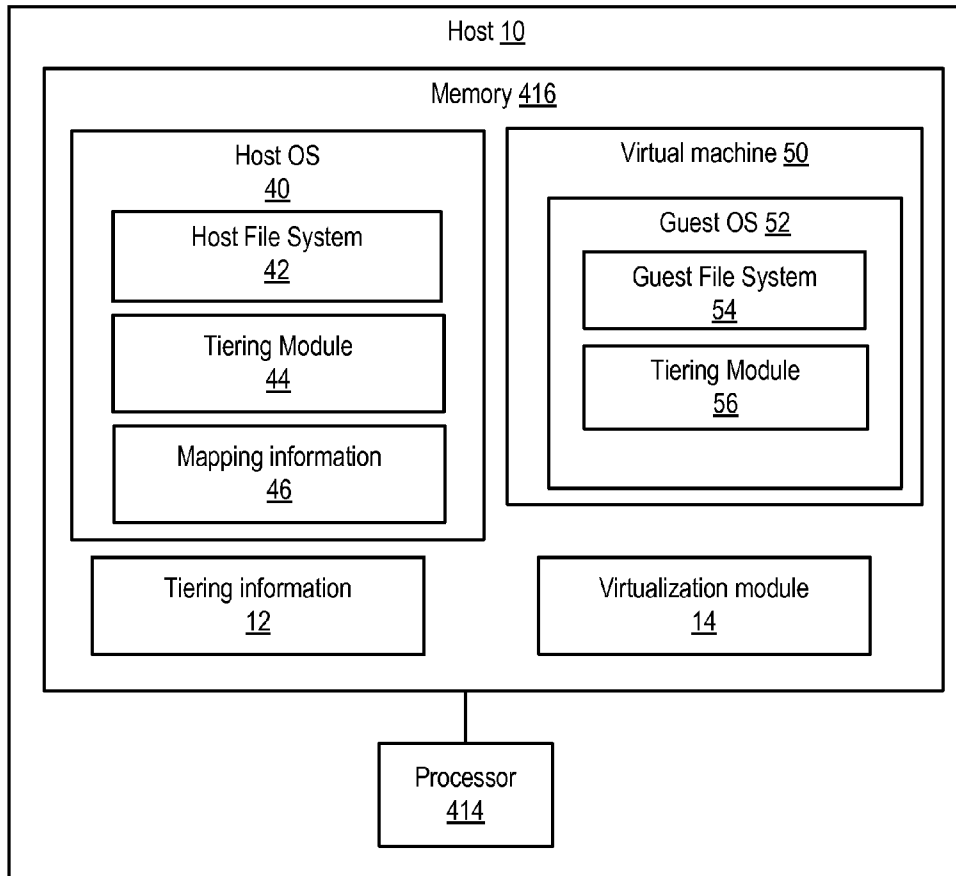 Host 10
Memory 416
Host OS
40
Host File System
42
Tiering Module
44
Mapping information
46
Virtual machine 50
Guest OS 52
Guest File System
54
Tiering Module
56
Tiering information
12
Virtualization module
14
Processor
414